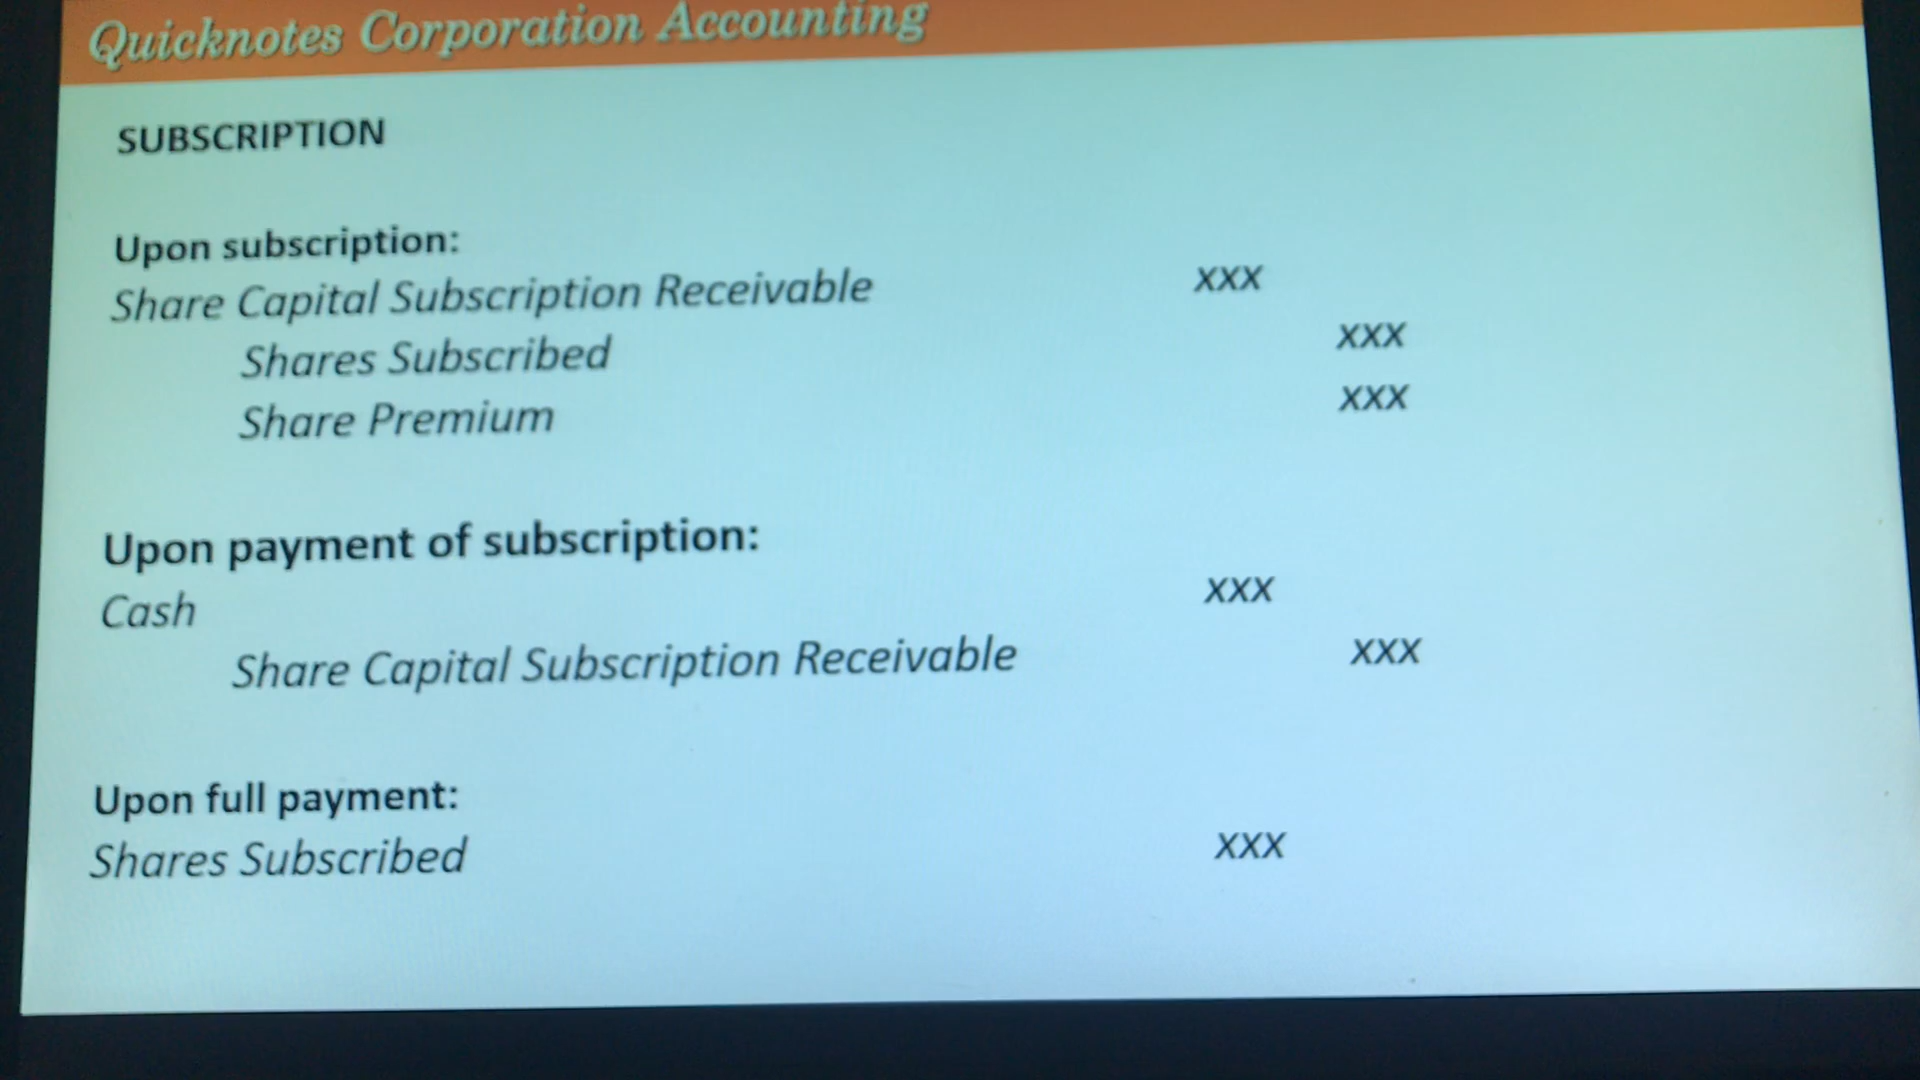 Quicknotes Corporation Accounting
SUBSCRIPTION
Upon subscription:
Share Capital Subscription Receivable xxx
Shares Subscribed xxx
Share Premium xxx
Upon payment of subscription:
Cash xxx
Share Capital Subscription Receivable xxx
Upon full payment:
Shares Subscribed xxx